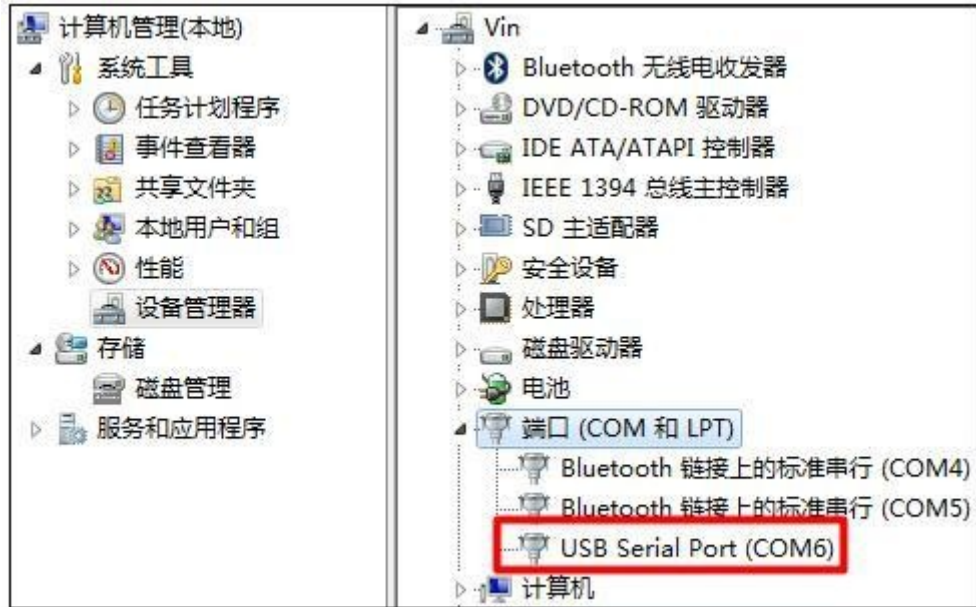 计算机管理(本地)
系统工具
任务计划程序
事件查看器
共享文件夹
本地用户和组
性能
设备管理器
存储
磁盘管理
服务和应用程序
Vin
Bluetooth 无线电收发器
DVD/CD-ROM 驱动器
IDE ATA/ATAPI 控制器
IEEE 1394 总线主控制器
SD 主适配器
安全设备
处理器
磁盘驱动器
电池
端口 (COM 和 LPT)
Bluetooth 链接上的标准串行 (COM4)
Bluetooth 链接上的标准串行 (COM5)
USB Serial Port (COM6)
计算机